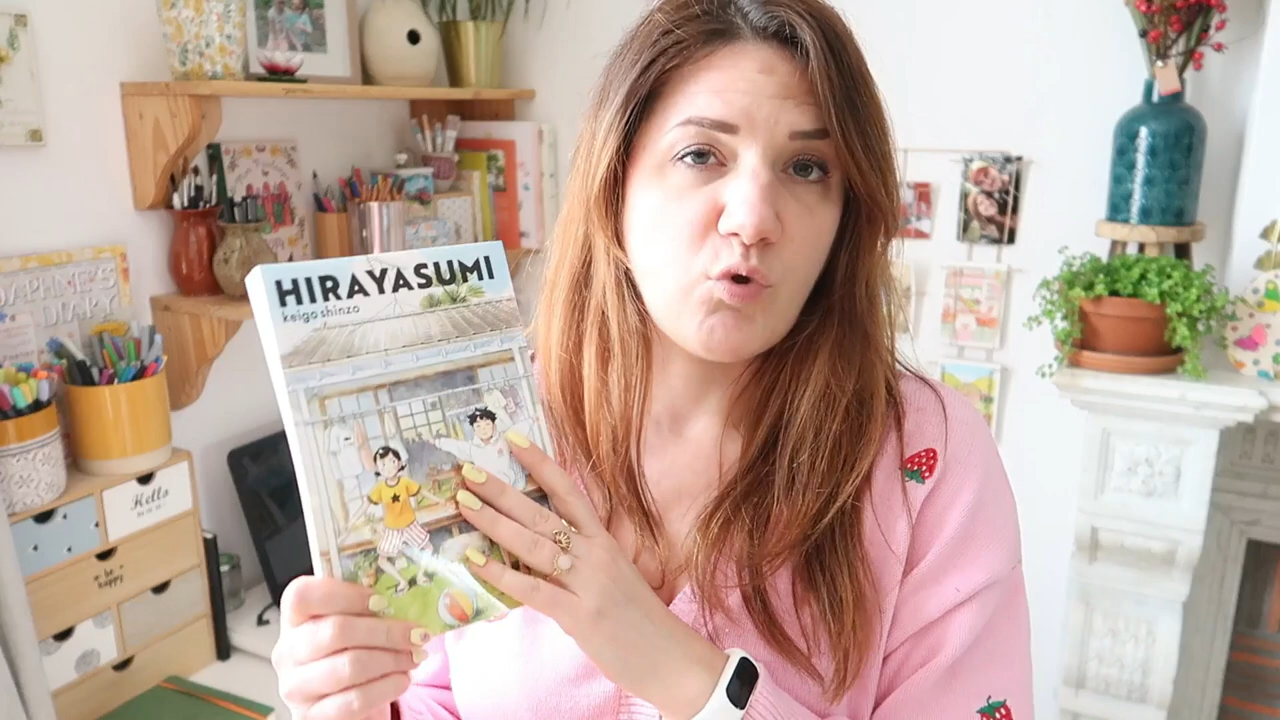 HIRAYASUMI
keigo shinzo
DAPHNE'S
DIARY
Hello
be
happy